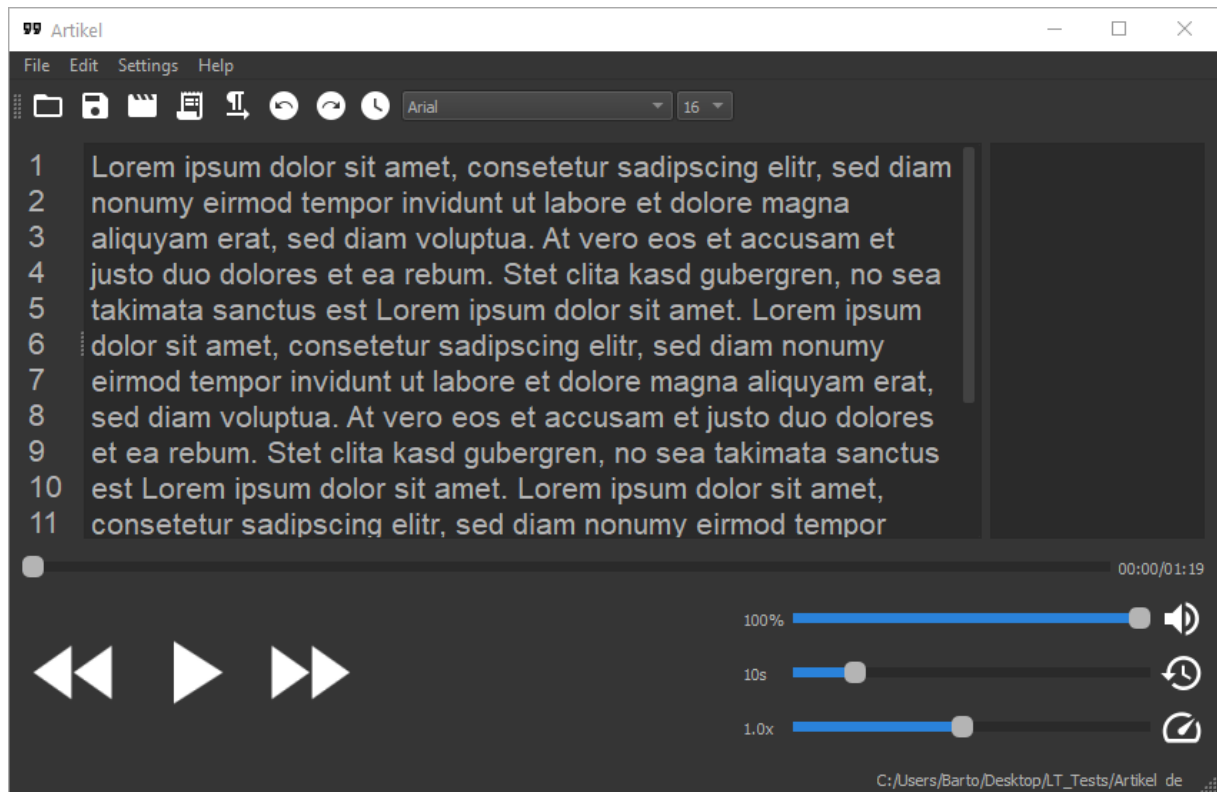 Artikel
File Edit Settings Help
Arial 16
1 Lorem ipsum dolor sit amet, consetetur sadipscing elitr, sed diam
2 nonumy eirmod tempor invidunt ut labore et dolore magna
3 aliquyam erat, sed diam voluptua. At vero eos et accusam et
4 justo duo dolores et ea rebum. Stet clita kasd gubergren, no sea
5 takimata sanctus est Lorem ipsum dolor sit amet. Lorem ipsum
6 dolor sit amet, consetetur sadipscing elitr, sed diam nonumy
7 eirmod tempor invidunt ut labore et dolore magna aliquyam erat,
8 sed diam voluptua. At vero eos et accusam et justo duo dolores
9 et ea rebum. Stet clita kasd gubergren, no sea takimata sanctus
10 est Lorem ipsum dolor sit amet. Lorem ipsum dolor sit amet,
11 consetetur sadipscing elitr, sed diam nonumy eirmod tempor
00:00/01:19
100%
10s
1.0x
C:/Users/Barto/Desktop/LT_Tests/Artikel_de